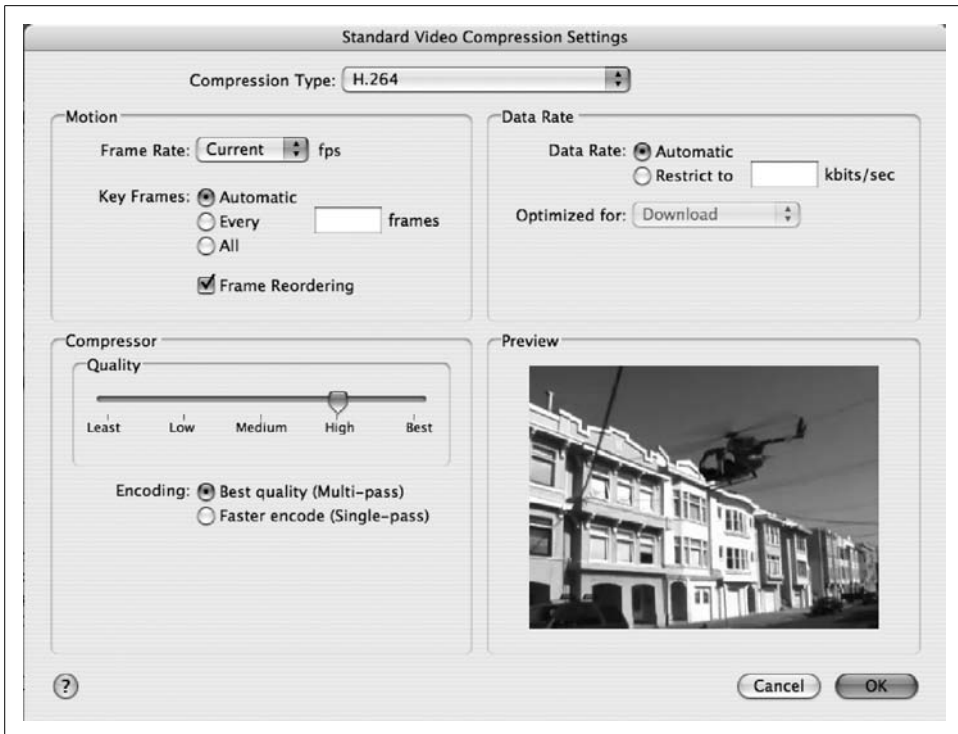 Standard Video Compression Settings
Compression Type: H.264
Motion
Frame Rate: Current fps
Key Frames: Automatic
Every frames
All
Frame Reordering
Data Rate
Data Rate: Automatic
Restrict to kbits/sec
Optimized for: Download
Compressor
Quality
Least Low Medium High Best
Encoding: Best quality (Multi-pass)
Faster encode (Single-pass)
Preview
?
Cancel OK